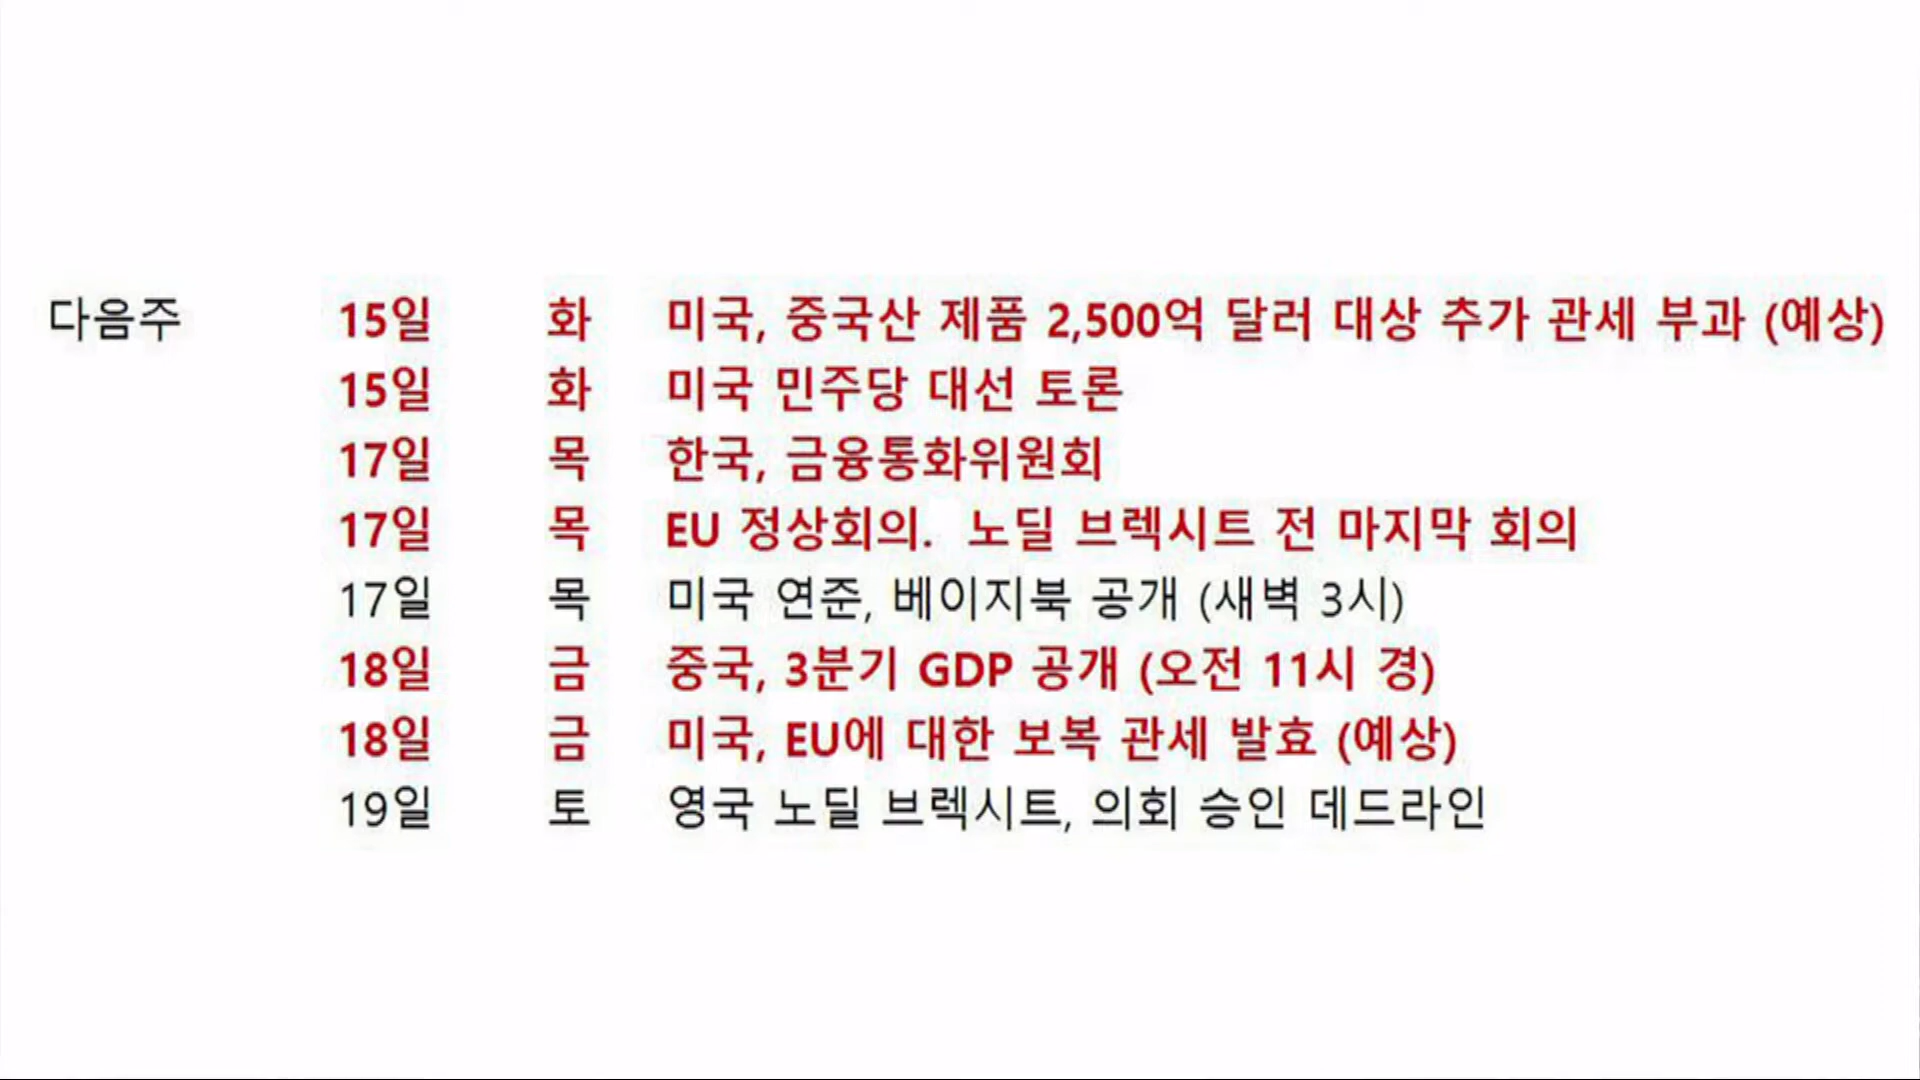 다음주 15일 화 미국, 중국산 제품 2,500억 달러 대상 추가 관세 부과 (예상)
15일 화 미국 민주당 대선 토론
17일 목 한국, 금융통화위원회
17일 목 EU 정상회의. 노딜 브렉시트 전 마지막 회의
17일 목 미국 연준, 베이지북 공개 (새벽 3시)
18일 금 중국, 3분기 GDP 공개 (오전 11시 경)
18일 금 미국, EU에 대한 보복 관세 발효 (예상)
19일 토 영국 노딜 브렉시트, 의회 승인 데드라인